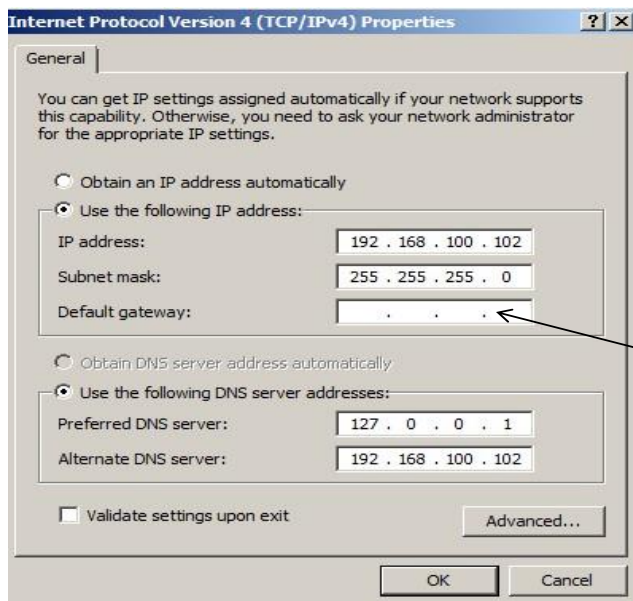 Internet Protocol Version 4 (TCP/IPv4) Properties
General
You can get IP settings assigned automatically if your network supports
this capability. Otherwise, you need to ask your network administrator
for the appropriate IP settings.
Obtain an IP address automatically
Use the following IP address:
IP address: 192 . 168 . 100 . 102
Subnet mask: 255 . 255 . 255 . 0
Default gateway: . . .
Obtain DNS server address automatically
Use the following DNS server addresses:
Preferred DNS server: 127 . 0 . 0 . 1
Alternate DNS server: 192 . 168 . 100 . 102
Validate settings upon exit
Advanced...
OK Cancel